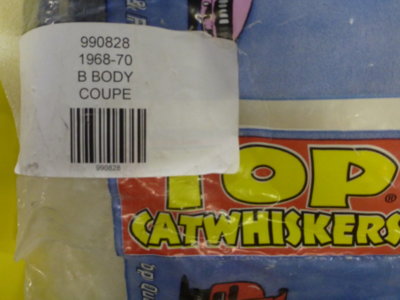 990828
1968-70
B BODY
COUPE
990828
TOP
®
CATWHISKERS